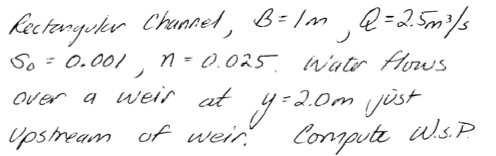 Rectangular Channel, B = 1m, Q = 2.5m³/s
S₀ = 0.001, n = 0.025. Water flows
over a weir at y = 2.0m just
Upstream of weir. Compute W.S.P.